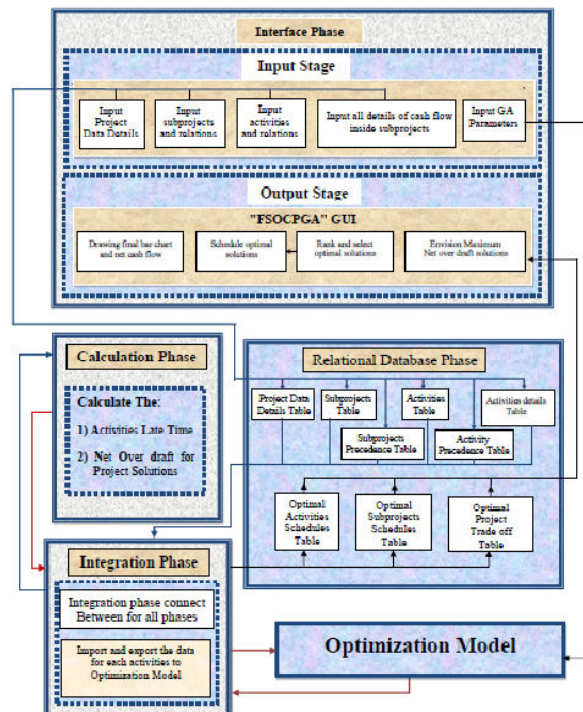 Interface Phase
Input Stage
Input
Project
Data Details
Input
subprojects
and relations
Input
activities
and relations
Input all details of cash flow
inside subprojects
Input GA
Parameters
Output Stage
"FSOCPGA" GUI
Drawing final bar chart
and net cash flow
Schedule optimal
solutions
Rank and select
optimal solutions
Envision Maximum
Net over draft solutions
Calculation Phase
Calculate The:
1) Activities Late Time
2) Net Over draft for
Project Solutions
Relational Database Phase
Project Data
Details Table
Subprojects
Table
Activities
Table
Activities details
Table
Subprojects
Precedence Table
Activity
Precedence Table
Optimal
Activities
Schedules
Table
Optimal
Subprojects
Schedules
Table
Optimal
Project
Trade off
Table
Integration Phase
Integration phase connect
Between for all phases
Import and export the data
for each activities to
Optimization Model
Optimization Model